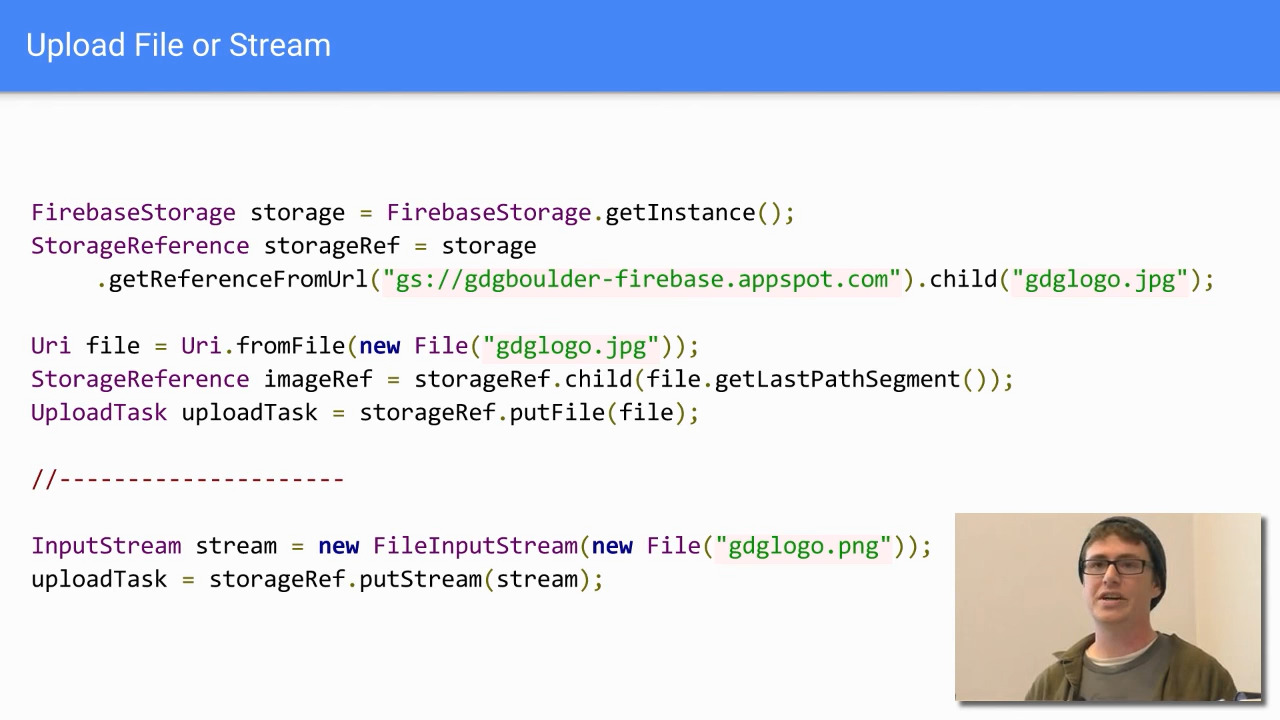 Upload File or Stream
FirebaseStorage storage = FirebaseStorage.getInstance();
StorageReference storageRef = storage
.getReferenceFromUrl("gs://gdgboulder-firebase.appspot.com").child("gdglogo.jpg");
Uri file = Uri.fromFile(new File("gdglogo.jpg"));
StorageReference imageRef = storageRef.child(file.getLastPathSegment());
UploadTask uploadTask = storageRef.putFile(file);
//---------------------
InputStream stream = new FileInputStream(new File("gdglogo.png"));
uploadTask = storageRef.putStream(stream);